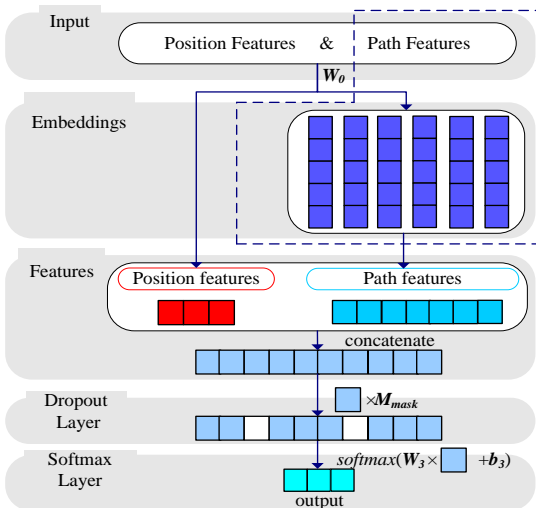 Input
Position Features & Path Features
W0
Embeddings
Features
Position features
Path features
concatenate
Dropout
Layer
×Mmask
Softmax
Layer
softmax(W3× +b3)
output